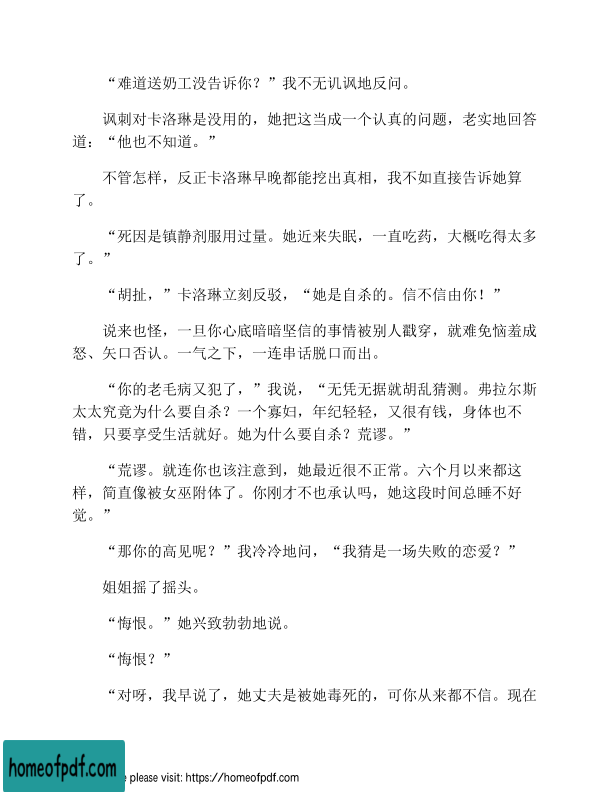 “难道送奶工没告诉你？”我不无讥讽地反问。
讽刺对卡洛琳是没用的，她把这当成一个认真的问题，老实地回答
道：“他也不知道。”
不管怎样，反正卡洛琳早晚都能挖出真相，我不如直接告诉她算
了。
“死因是镇静剂服用过量。她近来失眠，一直吃药，大概吃得太多
了。”
“胡扯，”卡洛琳立刻反驳，“她是自杀的。信不信由你！”
说来也怪，一旦你心底暗暗坚信的事情被别人戳穿，就难免恼羞成
怒、矢口否认。一气之下，一连串话脱口而出。
“你的老毛病又犯了，”我说，“无凭无据就胡乱猜测。弗拉尔斯
太太究竟为什么要自杀？一个寡妇，年纪轻轻，又很有钱，身体也不
错，只要享受生活就好。她为什么要自杀？荒谬。”
“荒谬。就连你也该注意到，她最近很不正常。六个月以来都这
样，简直像被女巫附体了。你刚才不也承认吗，她这段时间总睡不好
觉。”
“那你的高见呢？”我冷冷地问，“我猜是一场失败的恋爱？”
姐姐摇了摇头。
“悔恨。”她兴致勃勃地说。
“悔恨？”
“对呀，我早说了，她丈夫是被她毒死的，可你从来都不信。现在
homeofpdf.com
e please visit: https://homeofpdf.com